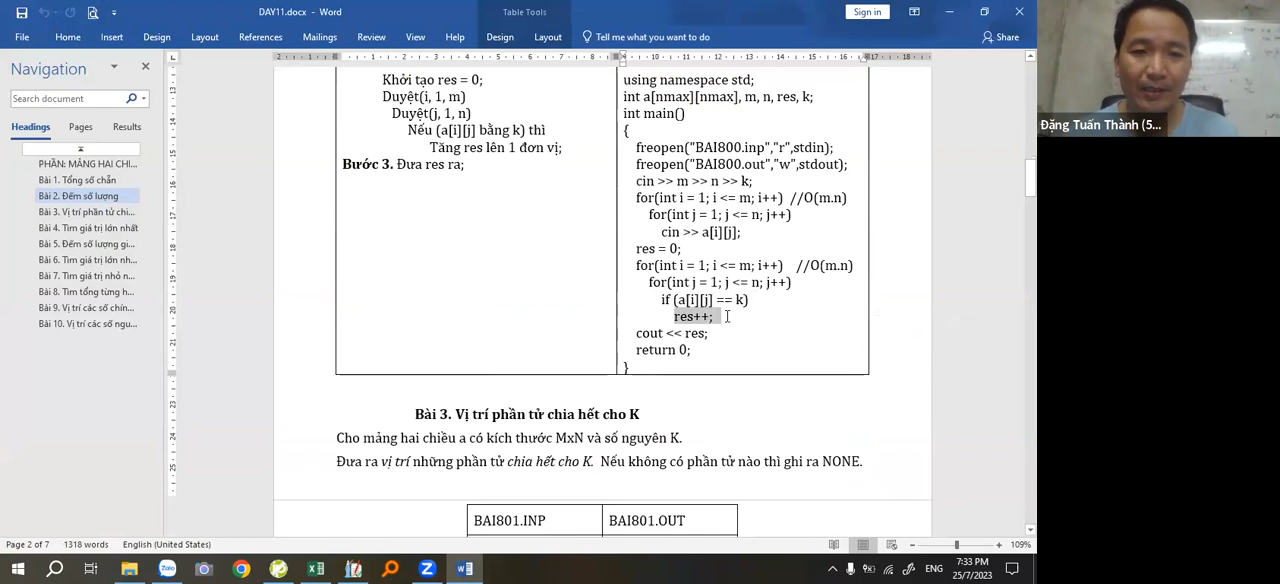 DAY11.docx - Word
Table Tools
Sign in
File
Home
Insert
Design
Layout
References
Mailings
Review
View
Help
Design
Layout
Tell me what you want to do
Share
Navigation
Search document
Headings
Pages
Results
PHẦN: MẢNG HAI CHI...
Bài 1. Tổng số chẵn
Bài 2. Đếm số lượng
Bài 3. Vị trí phần tử chi...
Bài 4. Tìm giá trị lớn nhất
Bài 5. Đếm số lượng gi...
Bài 6. Tìm giá trị lớn nh...
Bài 7. Tìm giá trị nhỏ n...
Bài 8. Tìm tổng từng h...
Bài 9. Vị trí các số chín...
Bài 10. Vị trí các số ngu...
Khởi tạo res = 0;
Duyệt(i, 1, m)
Duyệt(j, 1, n)
Nếu (a[i][j] bằng k) thì
Tăng res lên 1 đơn vị;
Bước 3. Đưa res ra;
using namespace std;
int a[nmax][nmax], m, n, res, k;
int main()
{
freopen("BAI800.inp","r",stdin);
freopen("BAI800.out","w",stdout);
cin >> m >> n >> k;
for(int i = 1; i <= m; i++) //O(m.n)
for(int j = 1; j <= n; j++)
cin >> a[i][j];
res = 0;
for(int i = 1; i <= m; i++) //O(m.n)
for(int j = 1; j <= n; j++)
if (a[i][j] == k)
res++;
cout << res;
return 0;
}
Bài 3. Vị trí phần tử chia hết cho K
Cho mảng hai chiều a có kích thước MxN và số nguyên K.
Đưa ra vị trí những phần tử chia hết cho K. Nếu không có phần tử nào thì ghi ra NONE.
BAI801.INP
BAI801.OUT
Đặng Tuấn Thành (5...
Page 2 of 7
1318 words
English (United States)
109%
ENG
7:33 PM
25/7/2023